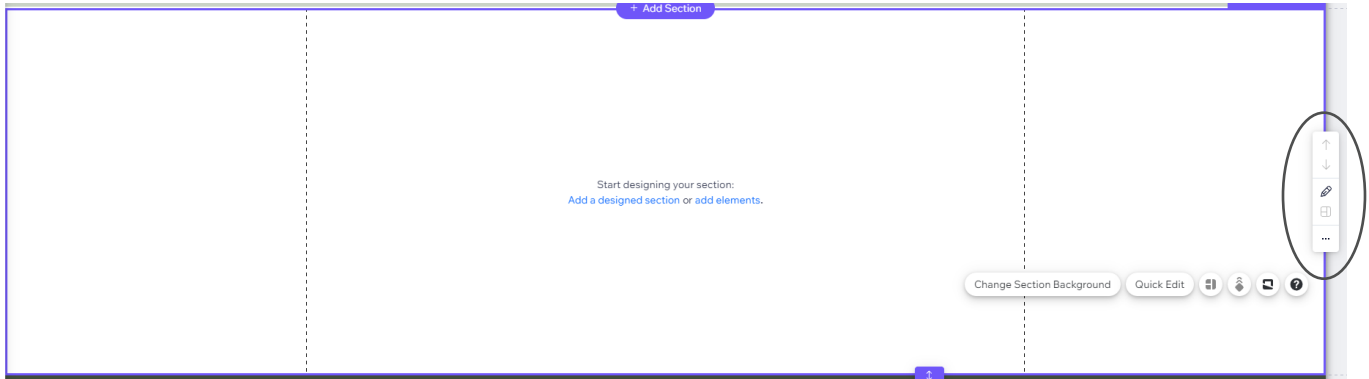 + Add Section
Start designing your section:
Add a designed section or add elements.
Change Section Background
Quick Edit
?